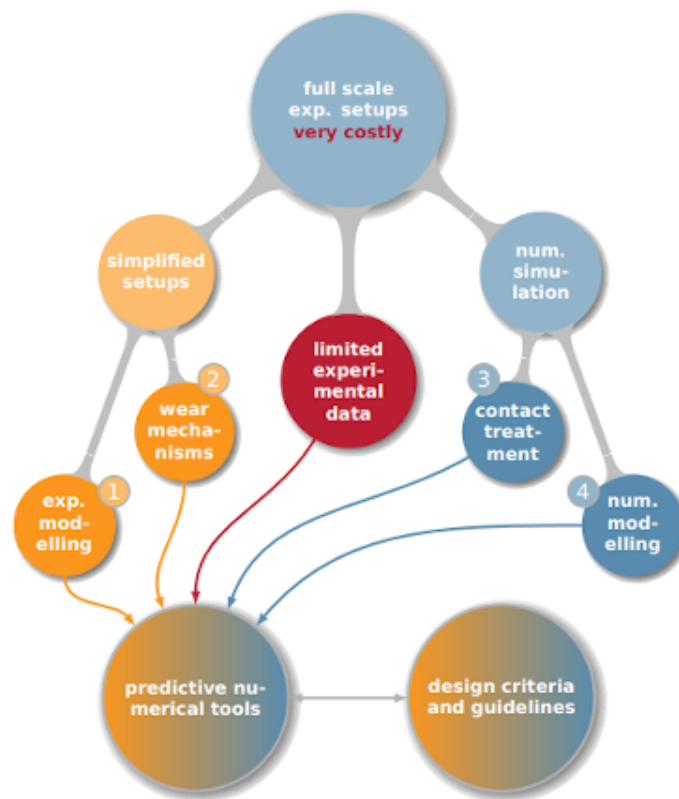 full scale
exp. setups
very costly
simplified
setups
num.
simu-
lation
limited
experi-
mental
data
2
wear
mecha-
nisms
3
contact
treat-
ment
1
exp.
mod-
elling
4
num.
mod-
elling
predictive nu-
merical tools
design criteria
and guidelines